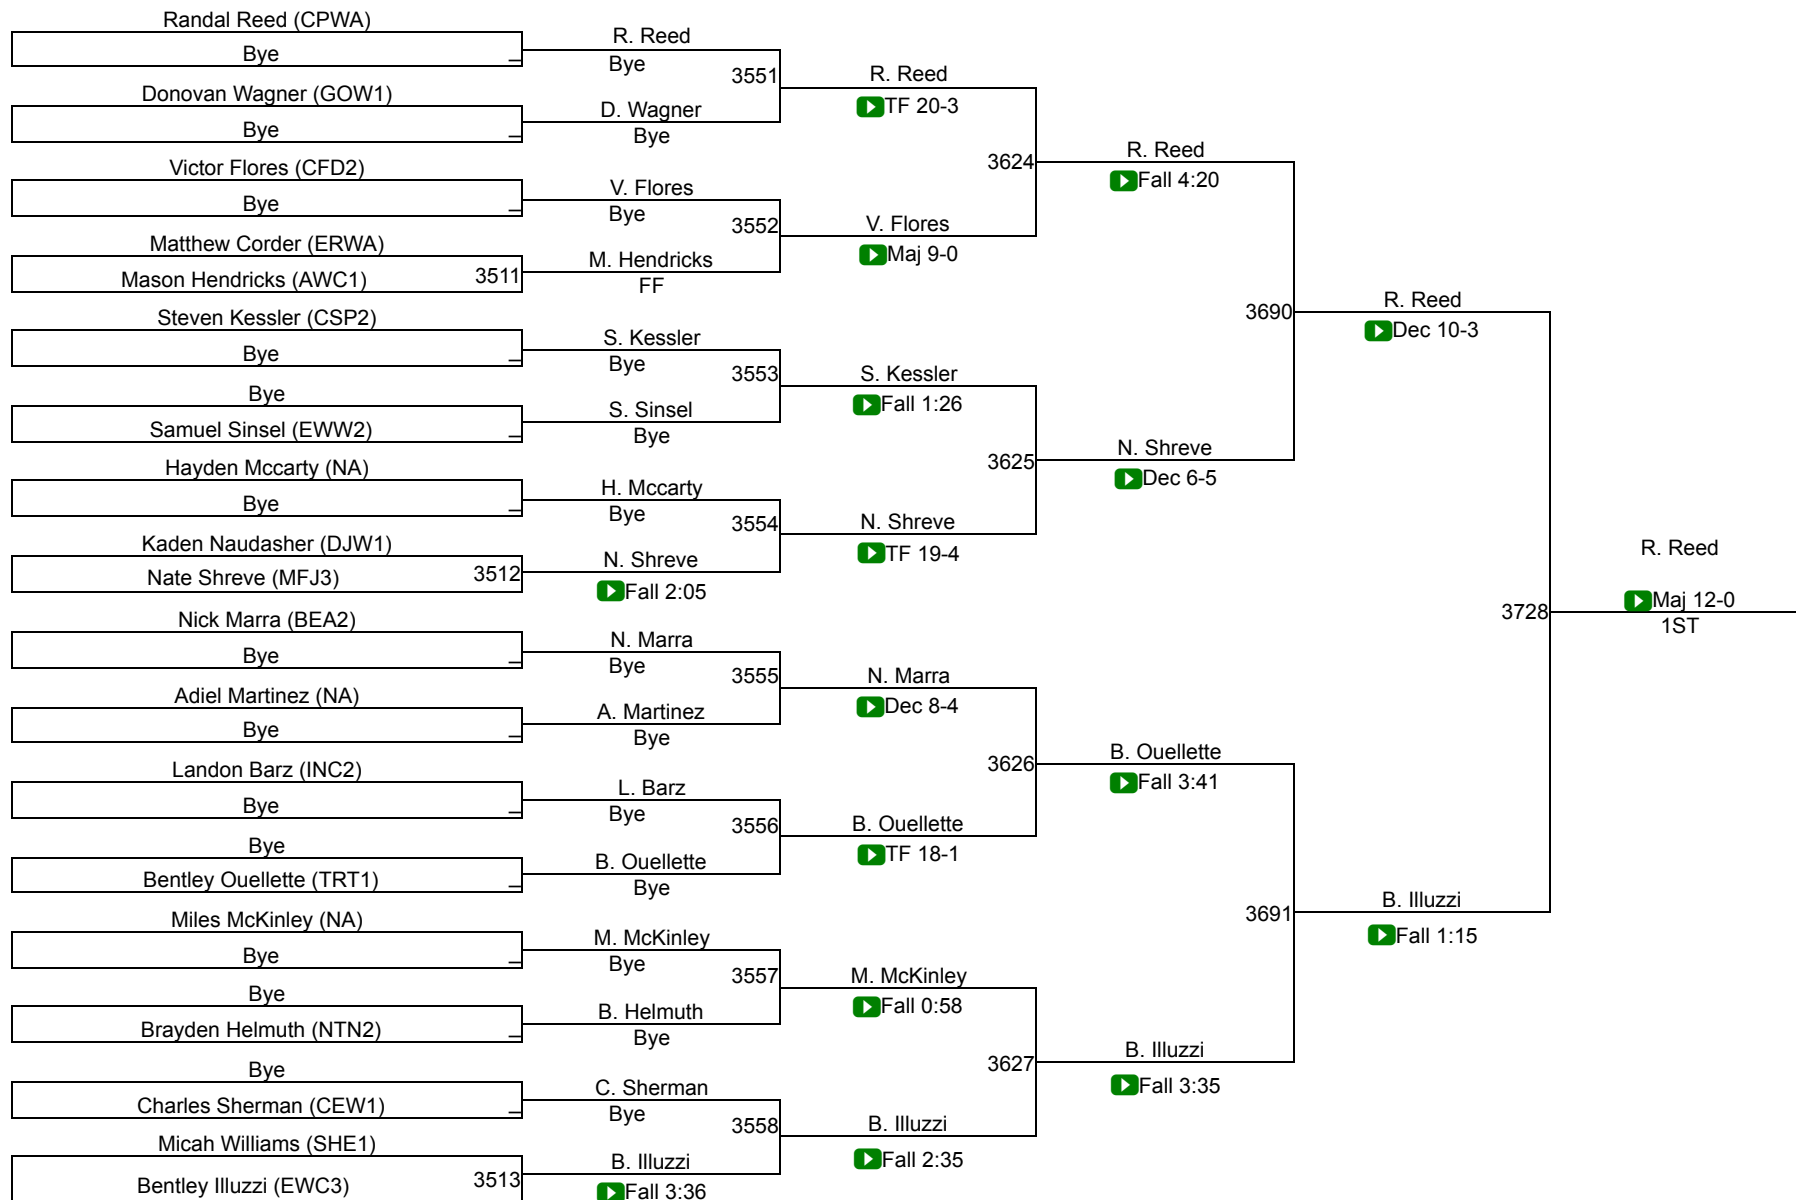 Randal Reed (CPWA)
Bye
Donovan Wagner (GOW1)
Bye
Victor Flores (CFD2)
Bye
Matthew Corder (ERWA)
Mason Hendricks (AWC1) 3511
Steven Kessler (CSP2)
Bye
Bye
Samuel Sinsel (EWW2)
Hayden Mccarty (NA)
Bye
Kaden Naudasher (DJW1)
Nate Shreve (MFJ3) 3512
Nick Marra (BEA2)
Bye
Adiel Martinez (NA)
Bye
Landon Barz (INC2)
Bye
Bye
Bentley Ouellette (TRT1)
Miles McKinley (NA)
Bye
Bye
Brayden Helmuth (NTN2)
Bye
Charles Sherman (CEW1)
Micah Williams (SHE1)
Bentley Illuzzi (EWC3) 3513
R. Reed
Bye
3551
D. Wagner
Bye
V. Flores
Bye
3552
M. Hendricks
FF
S. Kessler
Bye
3553
S. Sinsel
Bye
H. Mccarty
Bye
3554
N. Shreve
Fall 2:05
N. Marra
Bye
3555
A. Martinez
Bye
L. Barz
Bye
3556
B. Ouellette
Bye
M. McKinley
Bye
3557
B. Helmuth
Bye
C. Sherman
Bye
3558
B. Illuzzi
Fall 3:36
R. Reed
TF 20-3
3624
V. Flores
Maj 9-0
S. Kessler
Fall 1:26
3625
N. Shreve
TF 19-4
N. Marra
Dec 8-4
3626
B. Ouellette
TF 18-1
M. McKinley
Fall 0:58
3627
B. Illuzzi
Fall 2:35
R. Reed
Fall 4:20
3690
N. Shreve
Dec 6-5
B. Ouellette
Fall 3:41
3691
B. Illuzzi
Fall 3:35
R. Reed
Dec 10-3
3728
B. Illuzzi
Fall 1:15
R. Reed
Maj 12-0
1ST